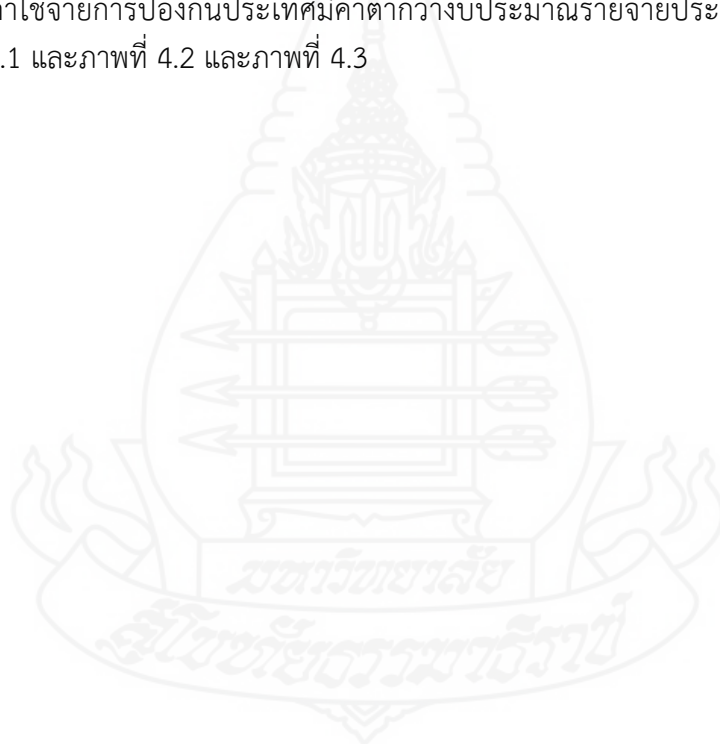 ค่าใช้จ่ายการป้องกันประเทศมีค่าต่ำกว่างบประมาณรายจ่ายประ
.1 และภาพที่ 4.2 และภาพที่ 4.3
มหาวิทยาลัย
สุโขทัยธรรมาธิราช